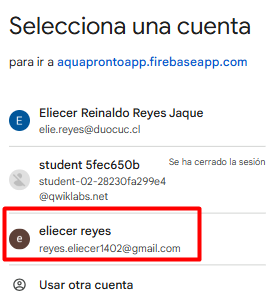 Selecciona una cuenta
para ir a aquaprontoapp.firebaseapp.com
E Eliecer Reinaldo Reyes Jaque
elie.reyes@duocuc.cl
student 5fec650b Se ha cerrado la sesión
student-02-28230fa299e4
@qwiklabs.net
e eliecer reyes
reyes.eliecer1402@gmail.com
Usar otra cuenta